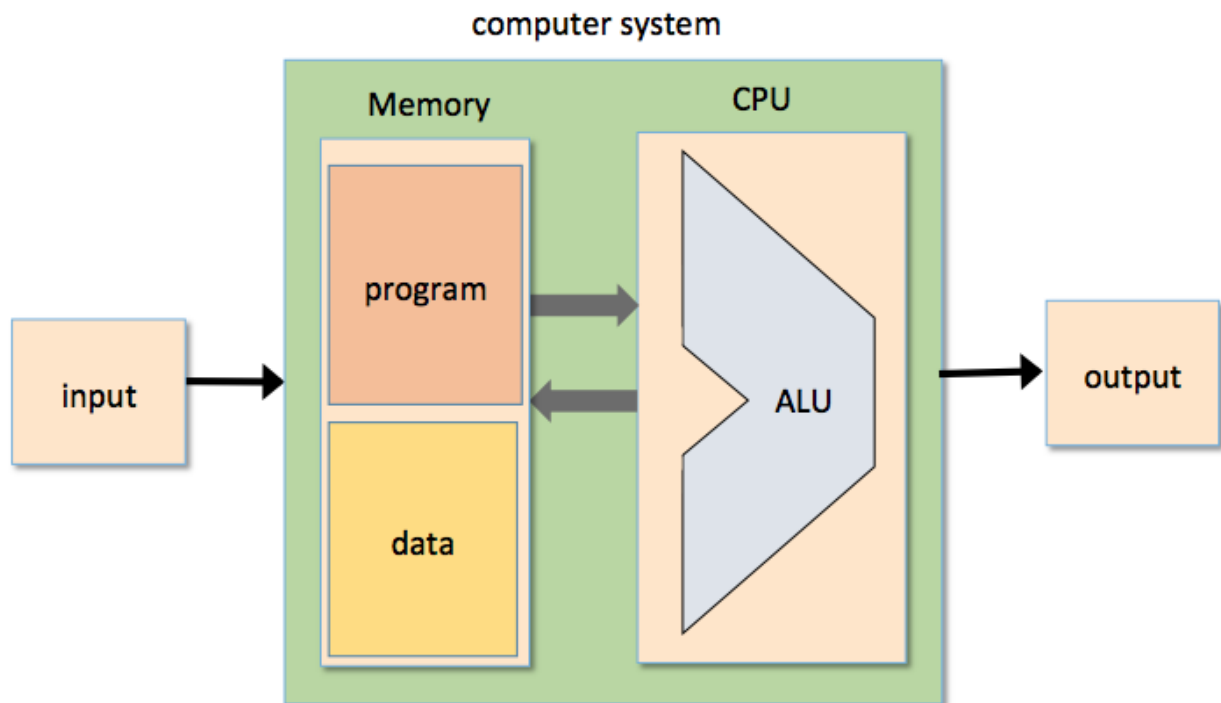 computer system
Memory
CPU
program
input
ALU
output
data